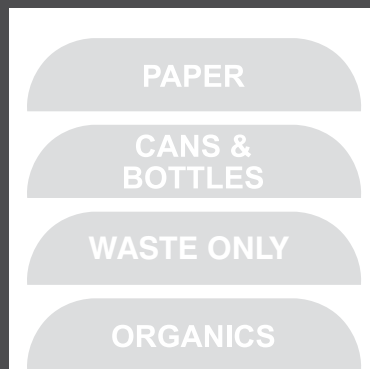 PAPER
CANS &
BOTTLES
WASTE ONLY
ORGANICS